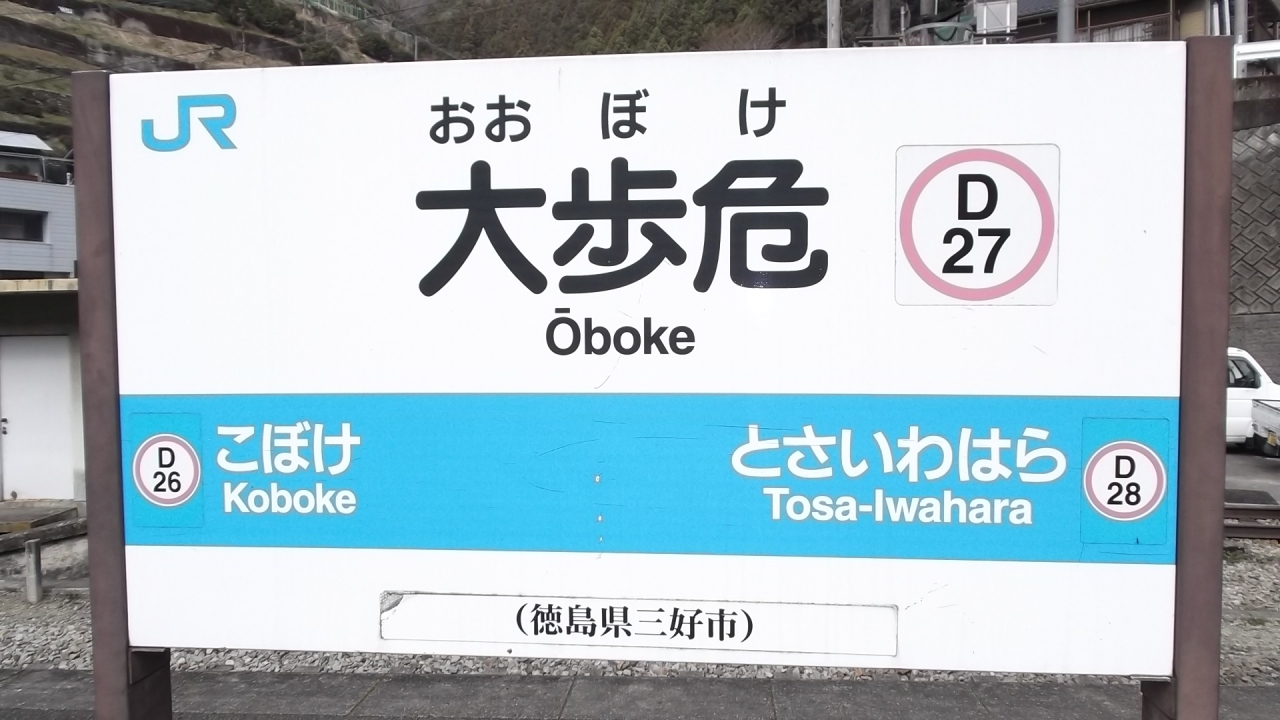 JR
おおぼけ
大歩危
D
27
Ōboke
D
26
こぼけ
Koboke
とさいわはら
Tosa-Iwahara
D
28
(徳島県三好市)